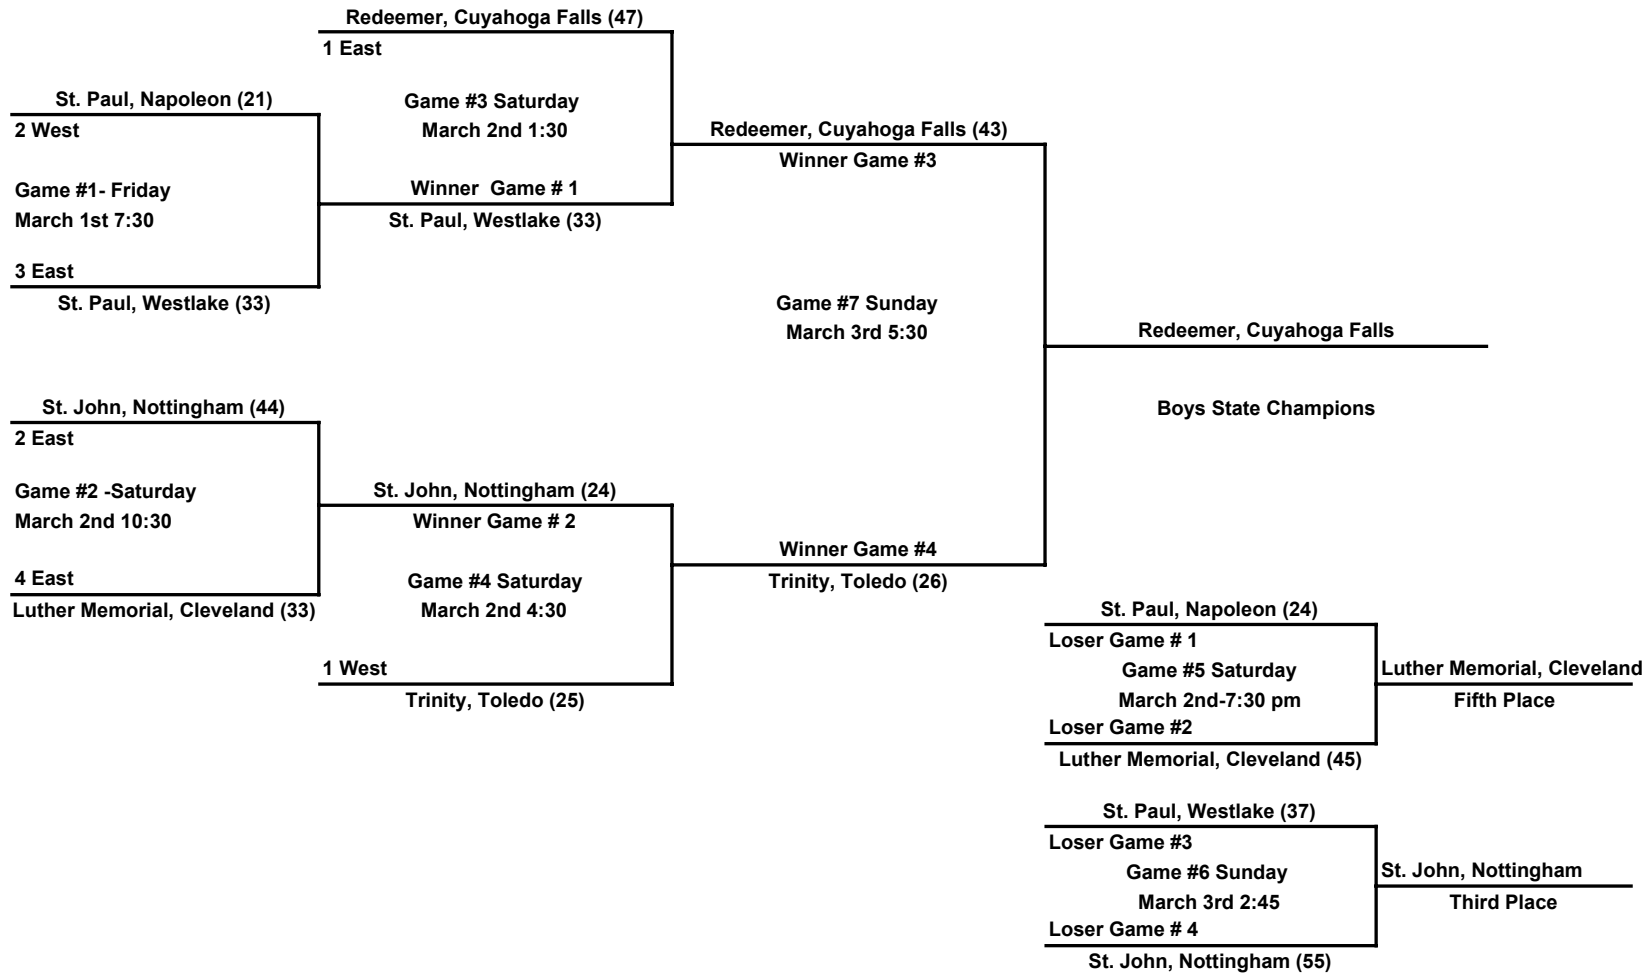 Redeemer, Cuyahoga Falls (47)
1 East
St. Paul, Napoleon (21)
2 West
Game #3 Saturday
March 2nd 1:30
Redeemer, Cuyahoga Falls (43)
Winner Game #3
Game #1- Friday
March 1st 7:30
Winner  Game # 1
St. Paul, Westlake (33)
3 East
St. Paul, Westlake (33)
Game #7 Sunday
March 3rd 5:30
Redeemer, Cuyahoga Falls
Boys State Champions
St. John, Nottingham (44)
2 East
Game #2 -Saturday
March 2nd 10:30
St. John, Nottingham (24)
Winner Game # 2
4 East
Luther Memorial, Cleveland (33)
Game #4 Saturday
March 2nd 4:30
Winner Game #4
Trinity, Toledo (26)
1 West
Trinity, Toledo (25)
St. Paul, Napoleon (24)
Loser Game # 1
Game #5 Saturday
March 2nd-7:30 pm
Loser Game #2
Luther Memorial, Cleveland (45)
Luther Memorial, Cleveland
Fifth Place
St. Paul, Westlake (37)
Loser Game #3
Game #6 Sunday
March 3rd 2:45
Loser Game # 4
St. John, Nottingham (55)
St. John, Nottingham
Third Place